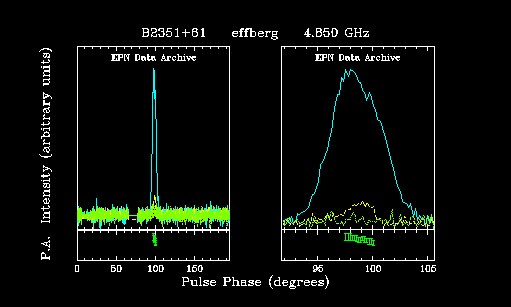 B2351+61 effberg 4.850 GHz
EPN Data Archive
EPN Data Archive
P.A. Intensity (arbitrary units)
0 50 100 150
95 100 105
Pulse Phase (degrees)